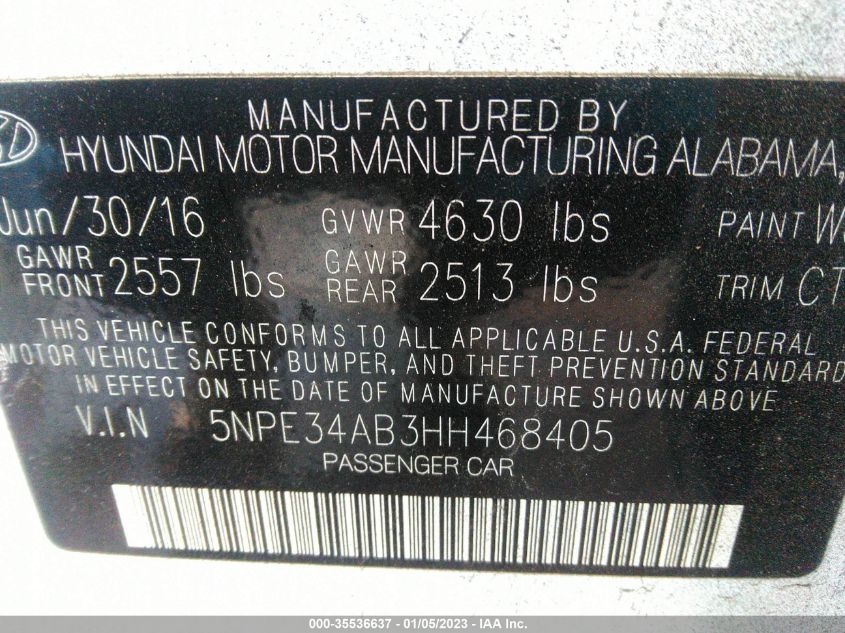 MANUFACTURED BY
HYUNDAI MOTOR MANUFACTURING ALABAMA,
Jun/30/16 GVWR 4630 lbs PAINT
GAWR FRONT 2557 lbs GAWR REAR 2513 lbs TRIM CT
THIS VEHICLE CONFORMS TO ALL APPLICABLE U.S.A. FEDERAL
MOTOR VEHICLE SAFETY, BUMPER, AND THEFT PREVENTION STANDARD
IN EFFECT ON THE DATE OF MANUFACTURE SHOWN ABOVE
V.I.N 5NPE34AB3HH468405
PASSENGER CAR
000-35536637 - 01/05/2023 - IAA Inc.